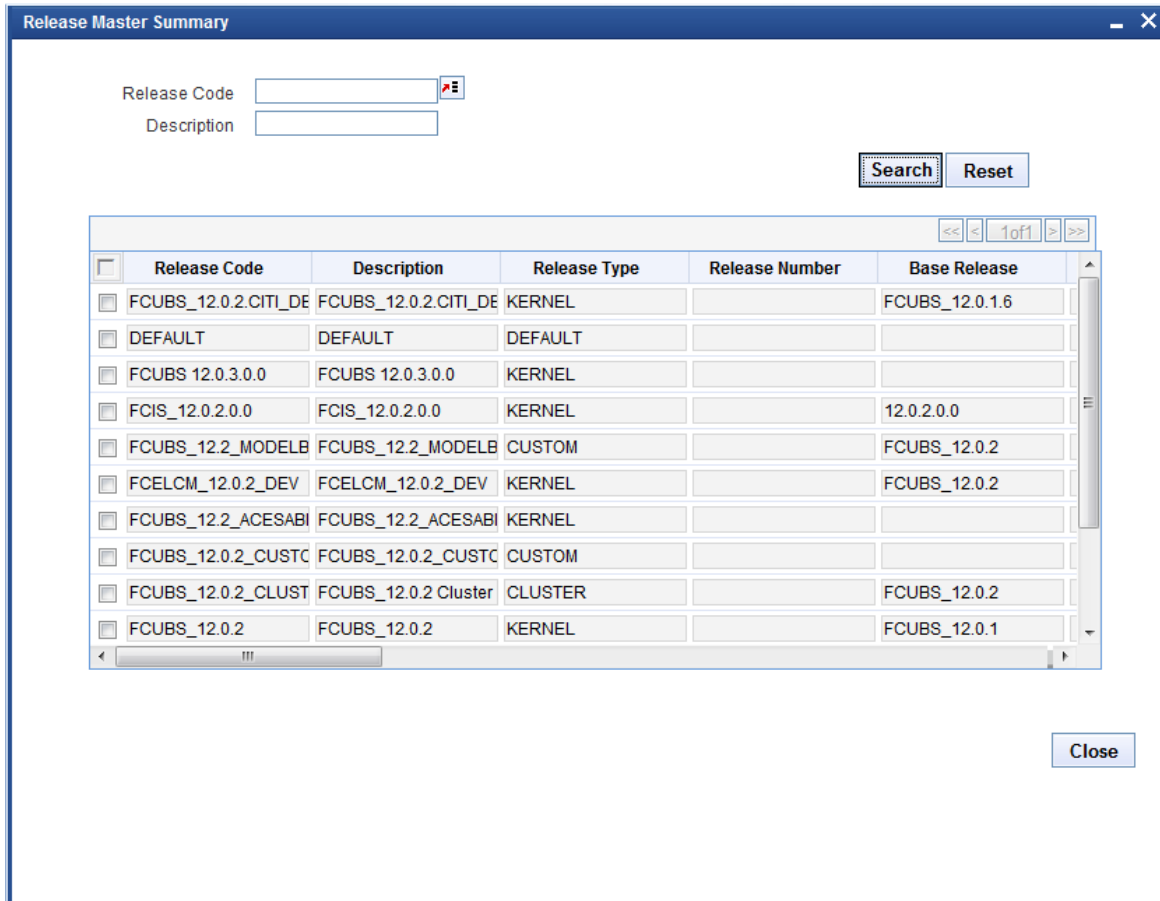 Release Master Summary
Release Code
Description
Search Reset
<< < 1of1 > >>
Release Code Description Release Type Release Number Base Release
FCUBS_12.0.2.CITI_DE FCUBS_12.0.2.CITI_DE KERNEL FCUBS_12.0.1.6
DEFAULT DEFAULT DEFAULT
FCUBS 12.0.3.0.0 FCUBS 12.0.3.0.0 KERNEL
FCIS_12.0.2.0.0 FCIS_12.0.2.0.0 KERNEL 12.0.2.0.0
FCUBS_12.2_MODELB FCUBS_12.2_MODELB CUSTOM FCUBS_12.0.2
FCELCM_12.0.2_DEV FCELCM_12.0.2_DEV KERNEL FCUBS_12.0.2
FCUBS_12.2_ACESABI FCUBS_12.2_ACESABI KERNEL
FCUBS_12.0.2_CUSTC FCUBS_12.0.2_CUSTC CUSTOM
FCUBS_12.0.2_CLUST FCUBS_12.0.2 Cluster CLUSTER FCUBS_12.0.2
FCUBS_12.0.2 FCUBS_12.0.2 KERNEL FCUBS_12.0.1
Close